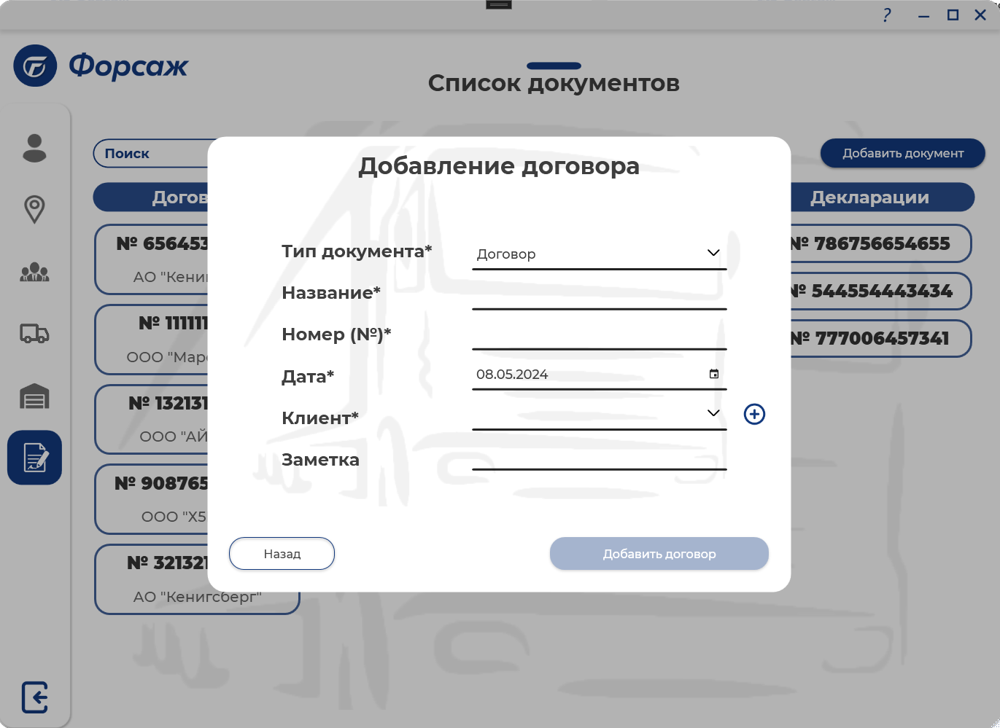 ?
Форсаж
Список документов
Поиск
Добавить документ
Догов
Декларации
№ 656453
АО "Кени
№ 111111
ООО "Марс
№ 132131
ООО "АЙ
№ 908765
ООО "Х5
№ 321321
АО "Кенигсберг"
№ 786756654655
№ 544554443434
№ 777006457341
Добавление договора
Тип документа*
Договор
Название*
Номер (№)*
Дата*
08.05.2024
Клиент*
Заметка
Назад
Добавить договор